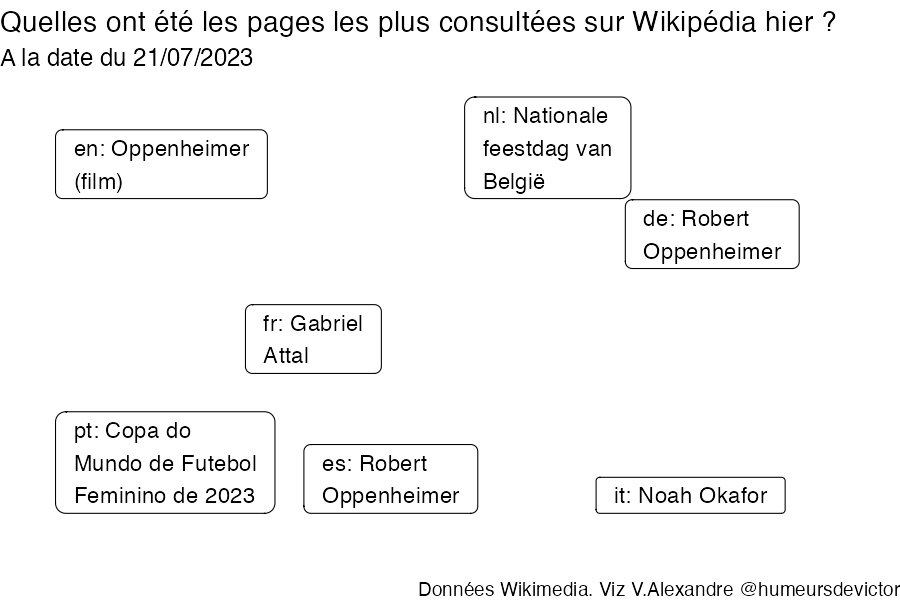 Quelles ont été les pages les plus consultées sur Wikipédia hier ?
A la date du 21/07/2023
en: Oppenheimer
(film)
nl: Nationale
feestdag van
België
de: Robert
Oppenheimer
fr: Gabriel
Attal
pt: Copa do
Mundo de Futebol
Feminino de 2023
es: Robert
Oppenheimer
it: Noah Okafor
Données Wikimedia. Viz V.Alexandre @humeursdevictor